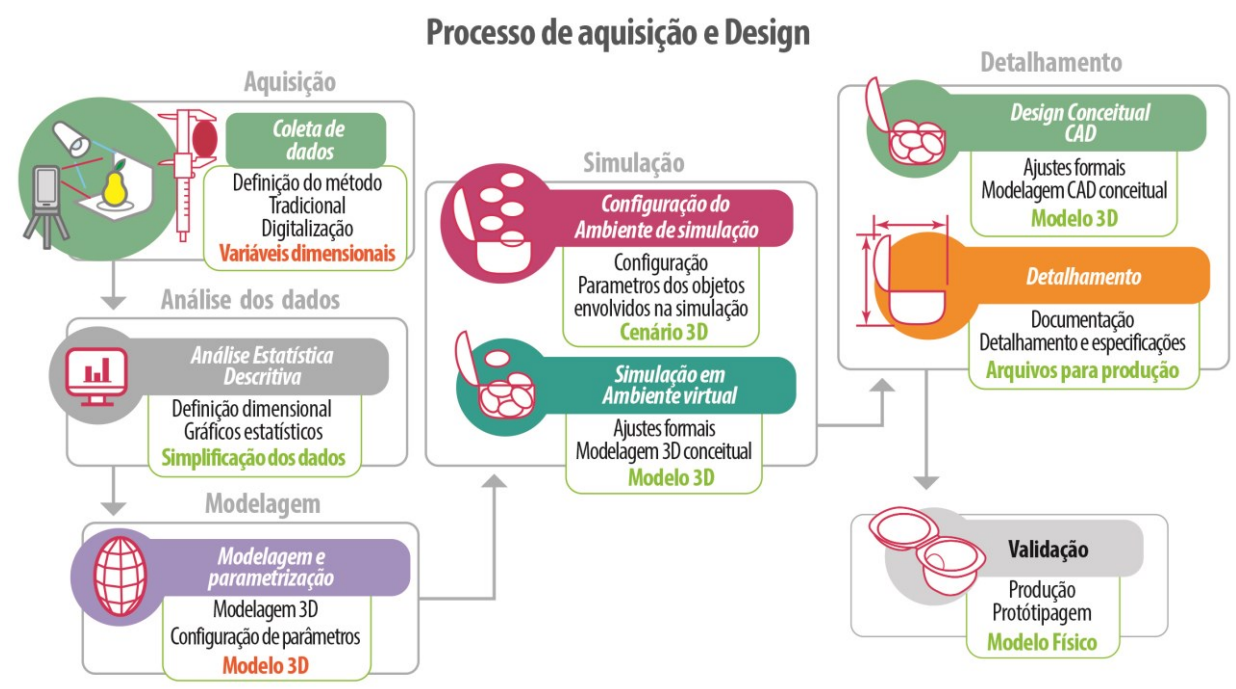 Processo de aquisição e Design
Aquisição
Coleta de
dados
Definição do método
Tradicional
Digitalização
Variáveis dimensionais
Análise dos dados
Análise Estatística
Descritiva
Definição dimensional
Gráficos estatísticos
Simplificação dos dados
Modelagem
Modelagem e
parametrização
Modelagem 3D
Configuração de parâmetros
Modelo 3D
Simulação
Configuração do
Ambiente de simulação
Configuração
Parametros dos objetos
envolvidos na simulação
Cenário 3D
Simulação em
Ambiente virtual
Ajustes formais
Modelagem 3D conceitual
Modelo 3D
Detalhamento
Design Conceitual
CAD
Ajustes formais
Modelagem CAD conceitual
Modelo 3D
Detalhamento
Documentação
Detalhamento e especificações
Arquivos para produção
Validação
Produção
Protótipagem
Modelo Físico